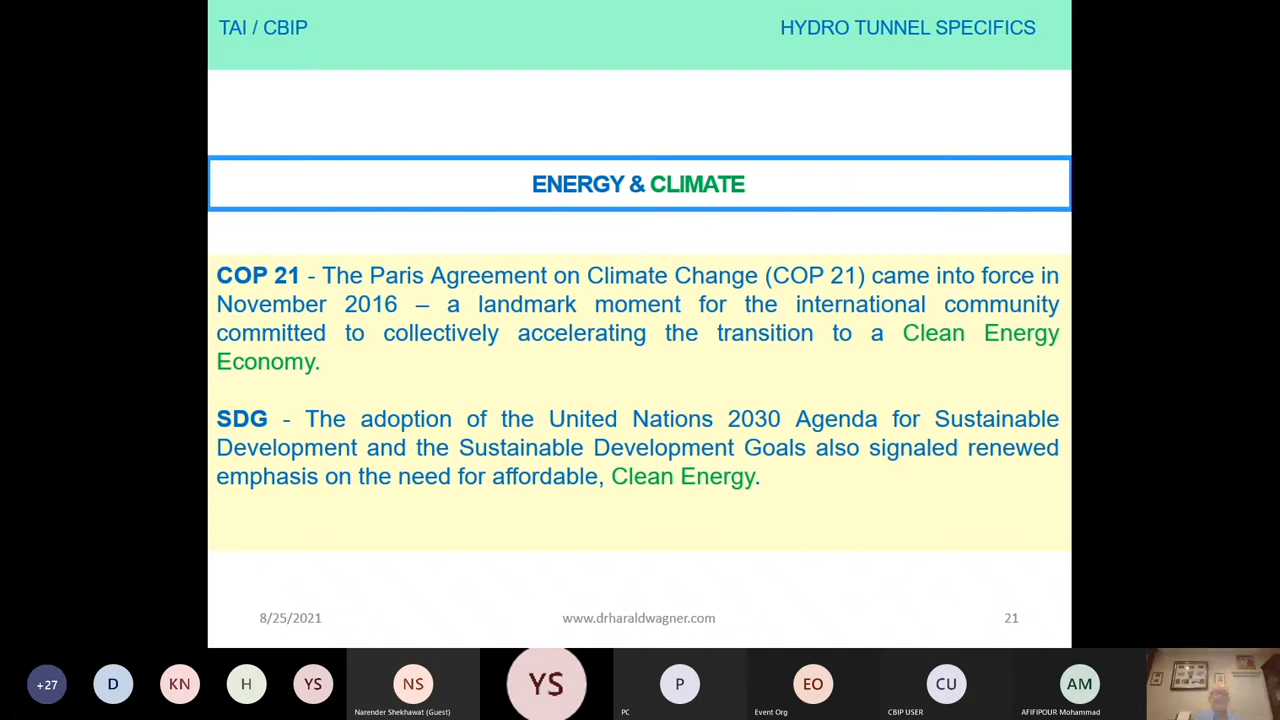 TAI / CBIP
HYDRO TUNNEL SPECIFICS
ENERGY & CLIMATE
COP 21 - The Paris Agreement on Climate Change (COP 21) came into force in
November 2016 – a landmark moment for the international community
committed to collectively accelerating the transition to a Clean Energy
Economy.
SDG - The adoption of the United Nations 2030 Agenda for Sustainable
Development and the Sustainable Development Goals also signaled renewed
emphasis on the need for affordable, Clean Energy.
8/25/2021
www.drharaldwagner.com
21
+27
D
KN
H
YS
NS
YS
P
EO
CU
AM
Narender Shekhawat (Guest)
PC
Event Org
CBIP USER
AFIFIPOUR Mohammad